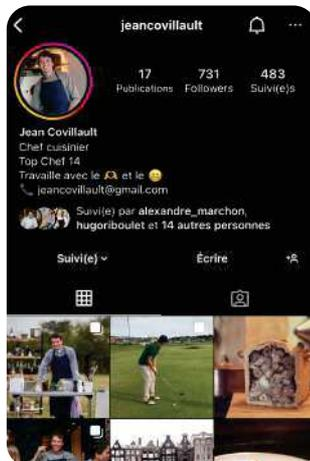 jeancovillault
17 731 483
Publications Followers Suivi(e)s
Jean Covillault
Chef cuisinier
Top Chef 14
Travaille avec le 🫶 et le 😊
📞 jeancovillault@gmail.com
Suivi(e) par alexandre_marchon,
hugoriboulet et 14 autres personnes
Suivi(e) Écrire